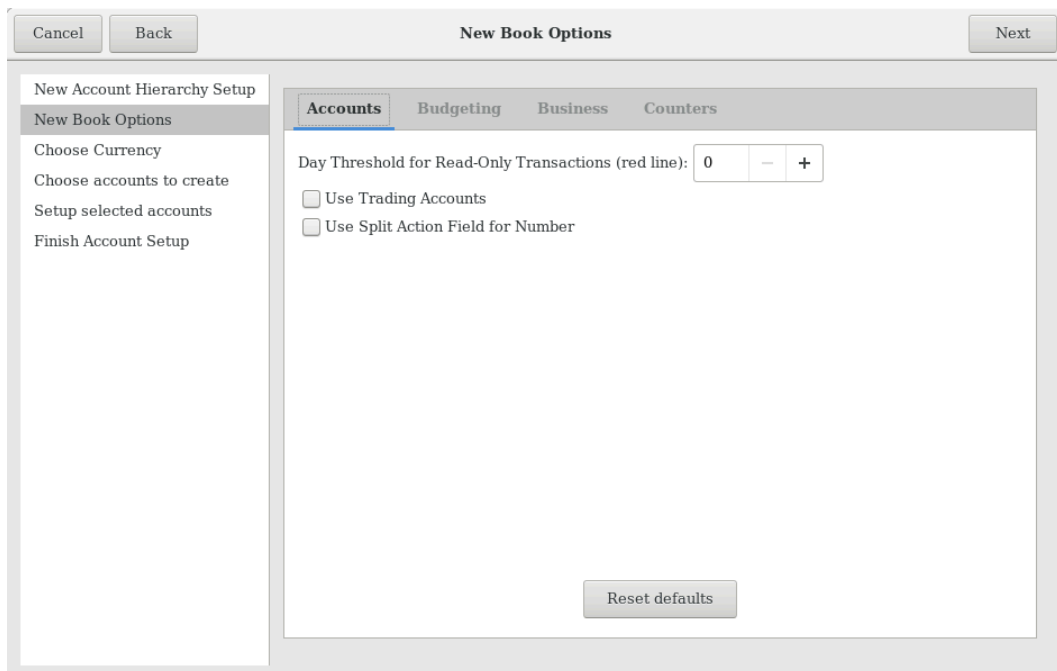 Cancel Back New Book Options Next
New Account Hierarchy Setup
New Book Options
Choose Currency
Choose accounts to create
Setup selected accounts
Finish Account Setup
Accounts Budgeting Business Counters
Day Threshold for Read-Only Transactions (red line): 0 − +
Use Trading Accounts
Use Split Action Field for Number
Reset defaults